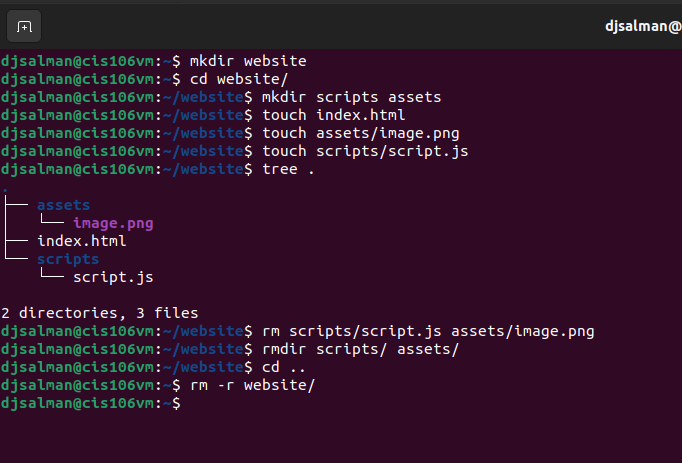 djsalman@
djsalman@cis106vm:~$ mkdir website
djsalman@cis106vm:~$ cd website/
djsalman@cis106vm:~/website$ mkdir scripts assets
djsalman@cis106vm:~/website$ touch index.html
djsalman@cis106vm:~/website$ touch assets/image.png
djsalman@cis106vm:~/website$ touch scripts/script.js
djsalman@cis106vm:~/website$ tree .
.
├── assets
│   └── image.png
├── index.html
└── scripts
    └── script.js
2 directories, 3 files
djsalman@cis106vm:~/website$ rm scripts/script.js assets/image.png
djsalman@cis106vm:~/website$ rmdir scripts/ assets/
djsalman@cis106vm:~/website$ cd ..
djsalman@cis106vm:~$ rm -r website/
djsalman@cis106vm:~$